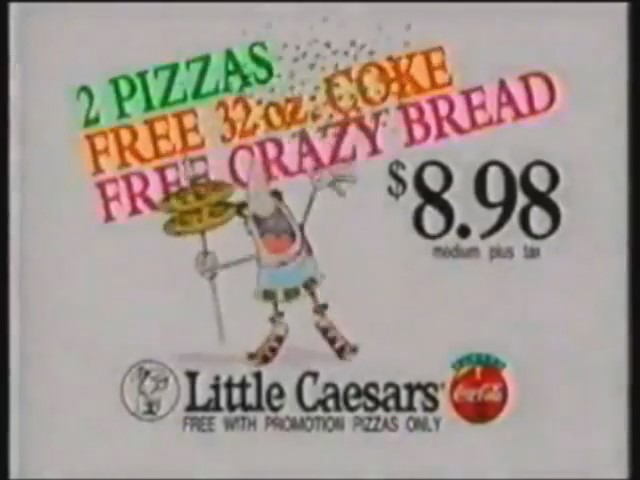 2 PIZZAS
FREE 32 oz. COKE
FREE CRAZY BREAD
$8.98
medium plus tax
Little Caesars
FREE WITH PROMOTION PIZZAS ONLY
Coca-Cola